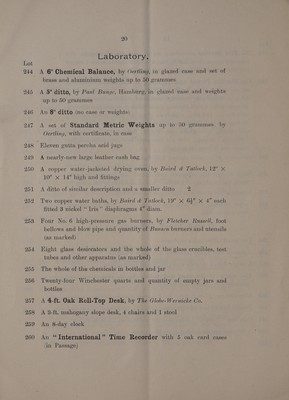 20
Laboratory.
Lot
244 A 6" Chemical Balance, by Oertling, in glazed case and set of
brass and aluminium weights up to 50 grammes
245 A 5" ditto, by Paul Bunge, Hamburg, in glazed case and weights
up to 50 grammes
246 An 8" ditto (no case or weights)
247 A set of Standard Metric Weights up to 50 grammes by
Oertling, with certificate, in case
248 Eleven gutta percha acid jugs
249 A nearly-new large leather cash bag
250 A copper water-jacketed drying oven, by Baird & Tatlock, 12" ×
10" × 14" high and fittings
251 A ditto of similar description and a smaller ditto 2
252 Two copper water baths, by Baird & Tatlock, 19" × 6½" × 4" each
fitted 3 nickel "Iris" diaphragms 4" diam.
253 Four No. 6 high-pressure gas burners, by Fletcher Russell, foot
bellows and blow pipe and quantity of Bunsen burners and utensils
(as marked)
254 Eight glass desiccators and the whole of the glass crucibles, test
tubes and other apparatus (as marked)
255 The whole of the chemicals in bottles and jar
256 Twenty-four Winchester quarts and quantity of empty jars and
bottles
257 A 4-ft. Oak Roll-Top Desk, by The Globe-Wernicke Co.
258 A 3-ft. mahogany slope desk, 4 chairs and 1 stool
259 An 8-day clock
260 An "International" Time Recorder with 5 oak card cases
(in Passage)